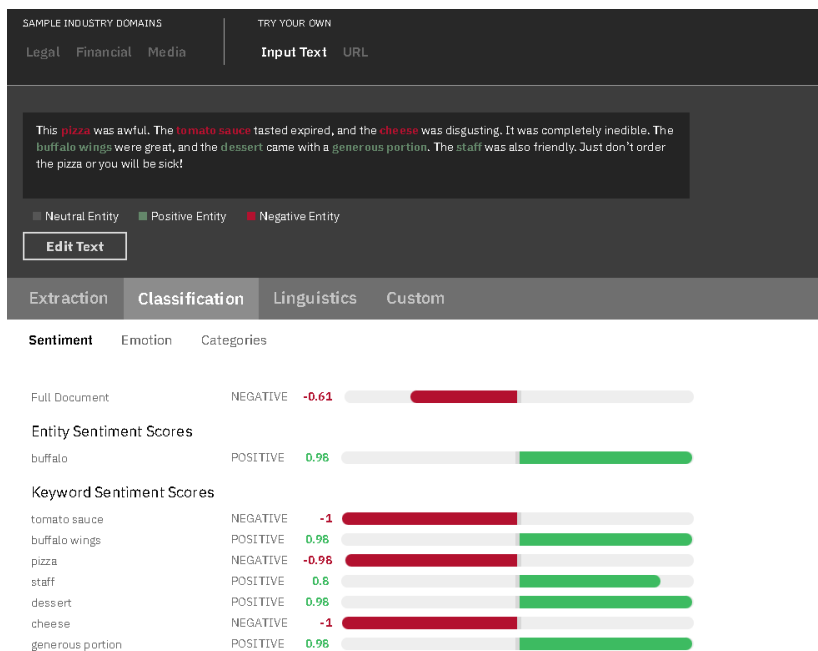 SAMPLE INDUSTRY DOMAINS
TRY YOUR OWN
Legal Financial Media
Input Text URL
This pizza was awful. The tomato sauce tasted expired, and the cheese was disgusting. It was completely inedible. The
buffalo wings were great, and the dessert came with a generous portion. The staff was also friendly. Just don't order
the pizza or you will be sick!
Neutral Entity Positive Entity Negative Entity
Edit Text
Extraction Classification Linguistics Custom
Sentiment Emotion Categories
Full Document NEGATIVE -0.61
Entity Sentiment Scores
buffalo POSITIVE 0.98
Keyword Sentiment Scores
tomato sauce NEGATIVE -1
buffalo wings POSITIVE 0.98
pizza NEGATIVE -0.98
staff POSITIVE 0.8
dessert POSITIVE 0.98
cheese NEGATIVE -1
generous portion POSITIVE 0.98